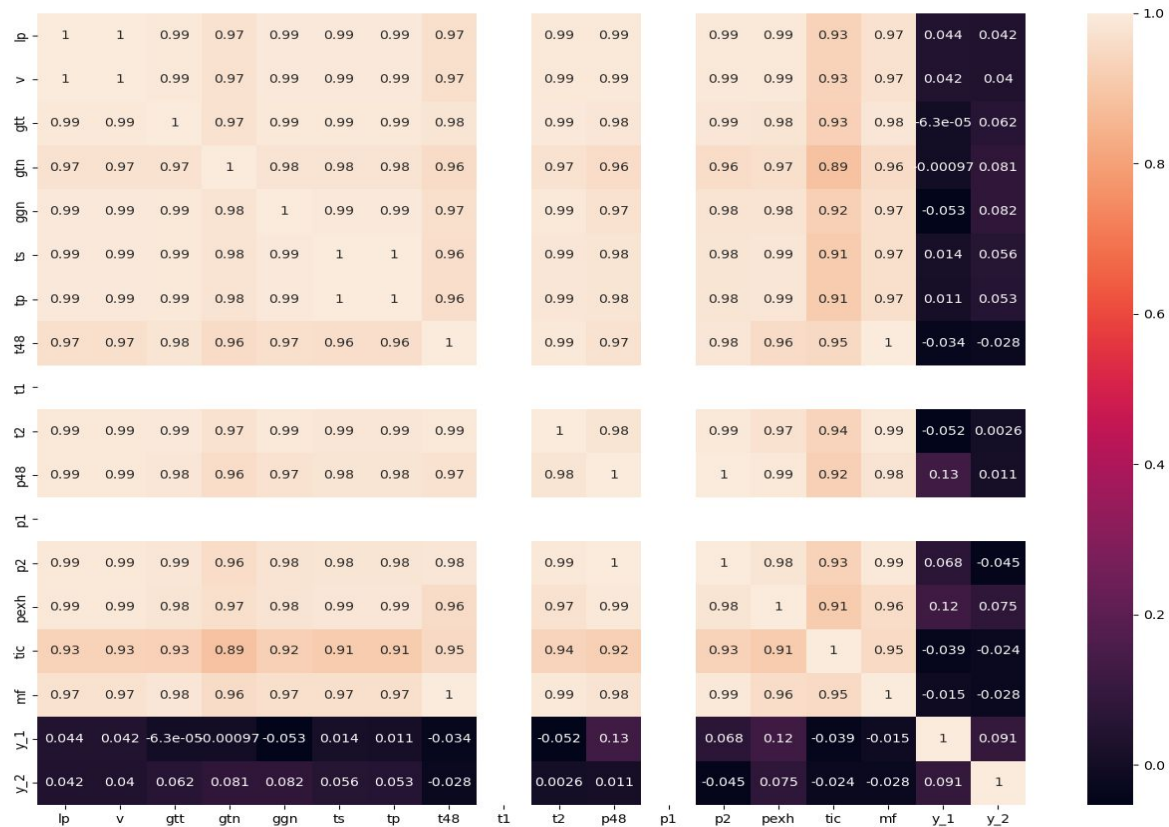 lp 1 1 0.99 0.97 0.99 0.99 0.99 0.97 0.99 0.99 0.99 0.99 0.93 0.97 0.044 0.042 1.0
v 1 1 0.99 0.97 0.99 0.99 0.99 0.97 0.99 0.99 0.99 0.99 0.93 0.97 0.042 0.04
gtt 0.99 0.99 1 0.97 0.99 0.99 0.99 0.98 0.99 0.98 0.99 0.98 0.93 0.98 -6.3e-05 0.062
gtn 0.97 0.97 0.97 1 0.98 0.98 0.98 0.96 0.97 0.96 0.96 0.97 0.89 0.96 -0.00097 0.081 0.8
ggn 0.99 0.99 0.99 0.98 1 0.99 0.99 0.97 0.99 0.97 0.98 0.98 0.92 0.97 -0.053 0.082
ts 0.99 0.99 0.99 0.98 0.99 1 1 0.96 0.99 0.98 0.98 0.99 0.91 0.97 0.014 0.056
tp 0.99 0.99 0.99 0.98 0.99 1 1 0.96 0.99 0.98 0.98 0.99 0.91 0.97 0.011 0.053 0.6
t48 0.97 0.97 0.98 0.96 0.97 0.96 0.96 1 0.99 0.97 0.98 0.96 0.95 1 -0.034 -0.028
t1
t2 0.99 0.99 0.99 0.97 0.99 0.99 0.99 0.99 1 0.98 0.99 0.97 0.94 0.99 -0.052 0.0026
p48 0.99 0.99 0.98 0.96 0.97 0.98 0.98 0.97 0.98 1 1 0.99 0.92 0.98 0.13 0.011 0.4
p1
p2 0.99 0.99 0.99 0.96 0.98 0.98 0.98 0.98 0.99 1 1 0.98 0.93 0.99 0.068 -0.045
pexh 0.99 0.99 0.98 0.97 0.98 0.99 0.99 0.96 0.97 0.99 0.98 1 0.91 0.96 0.12 0.075 0.2
tic 0.93 0.93 0.93 0.89 0.92 0.91 0.91 0.95 0.94 0.92 0.93 0.91 1 0.95 -0.039 -0.024
mf 0.97 0.97 0.98 0.96 0.97 0.97 0.97 1 0.99 0.98 0.99 0.96 0.95 1 -0.015 -0.028
y_1 0.044 0.042 -6.3e-05 -0.00097 -0.053 0.014 0.011 -0.034 -0.052 0.13 0.068 0.12 -0.039 -0.015 1 0.091
y_2 0.042 0.04 0.062 0.081 0.082 0.056 0.053 -0.028 0.0026 0.011 -0.045 0.075 -0.024 -0.028 0.091 1 0.0
lp v gtt gtn ggn ts tp t48 t1 t2 p48 p1 p2 pexh tic mf y_1 y_2